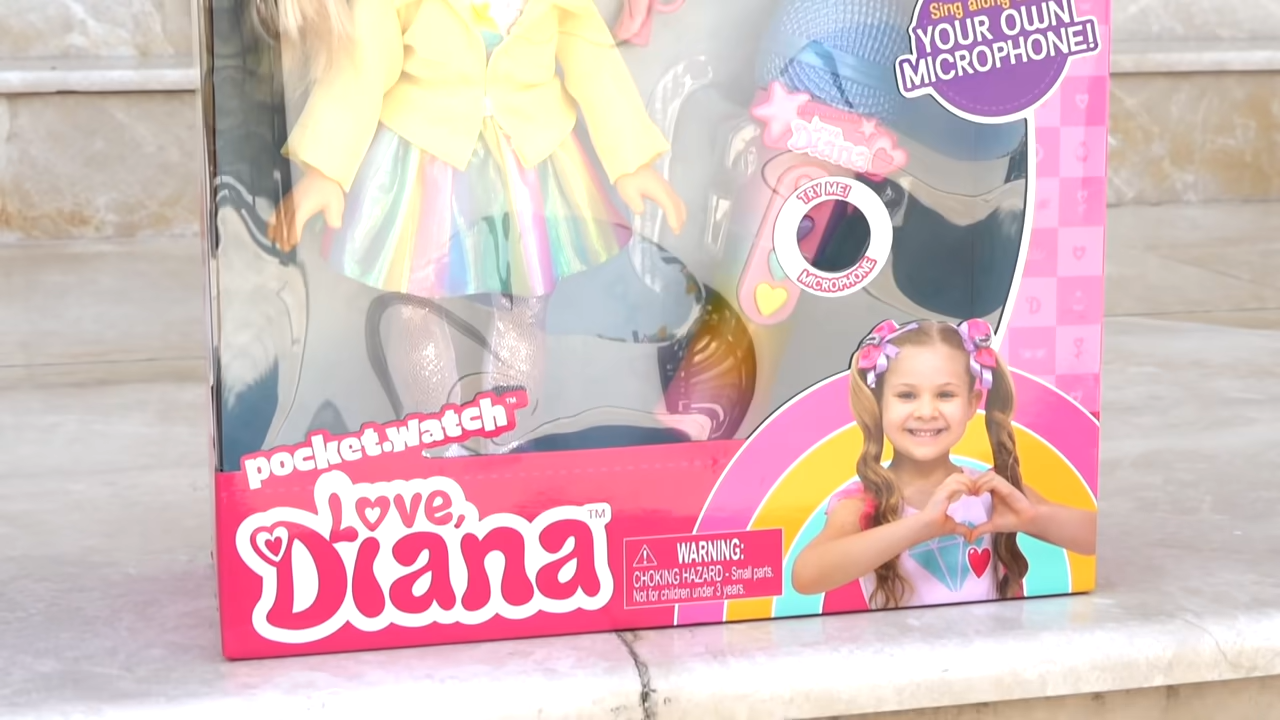 Sing along
YOUR OWN
MICROPHONE!
Love,
Diana
TRY ME!
MICROPHONE
pocket.watch™
Love,
Diana™
WARNING:
CHOKING HAZARD - Small parts.
Not for children under 3 years.